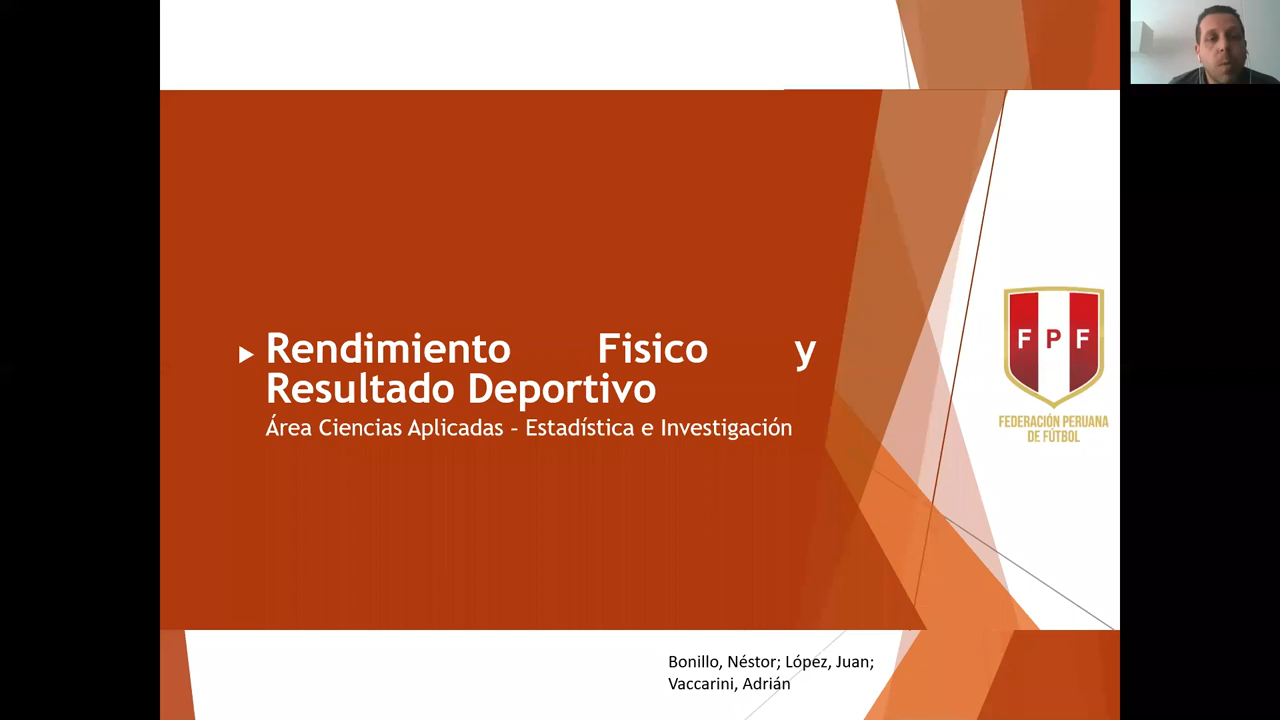 Rendimiento Fisico y
Resultado Deportivo
Área Ciencias Aplicadas - Estadística e Investigación
F P F
FEDERACIÓN PERUANA
DE FÚTBOL
Bonillo, Néstor; López, Juan;
Vaccarini, Adrián